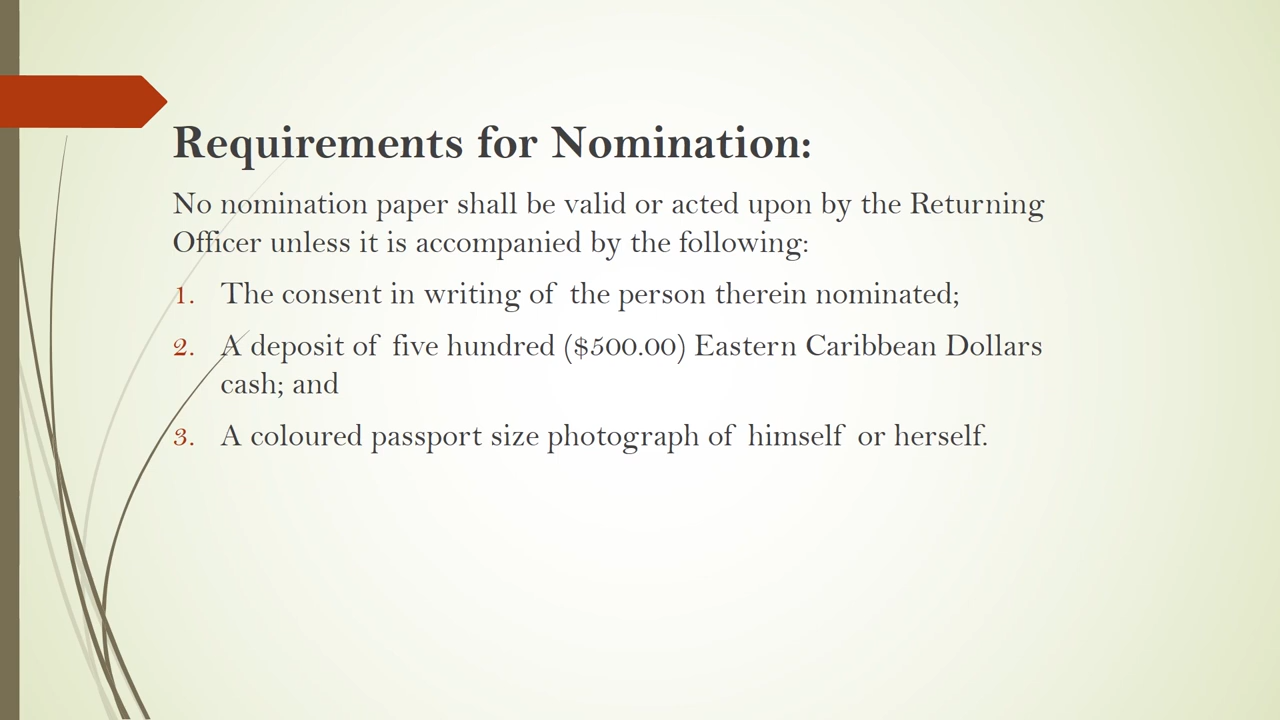 Requirements for Nomination:
No nomination paper shall be valid or acted upon by the Returning
Officer unless it is accompanied by the following:
1. The consent in writing of the person therein nominated;
2. A deposit of five hundred ($500.00) Eastern Caribbean Dollars
cash; and
3. A coloured passport size photograph of himself or herself.